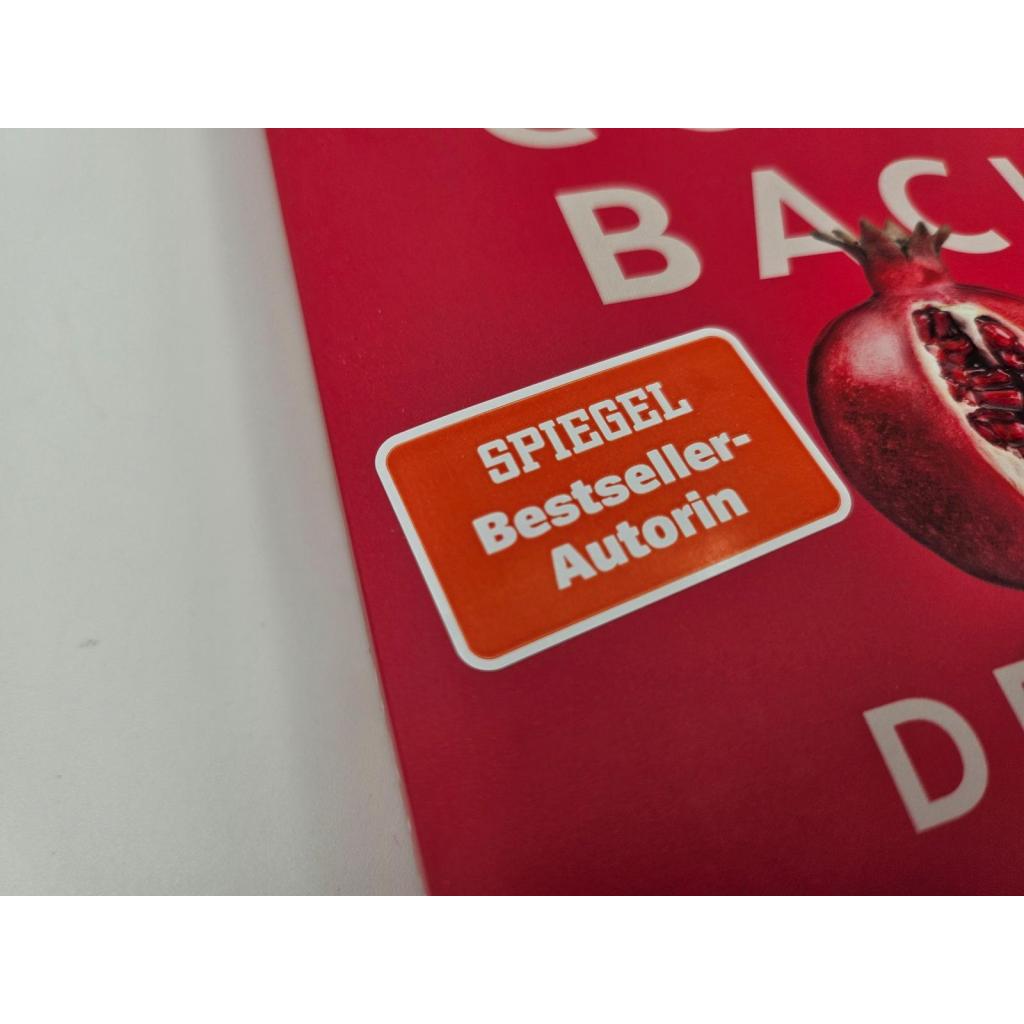 BAC
SPIEGEL
Bestseller-
Autorin
D